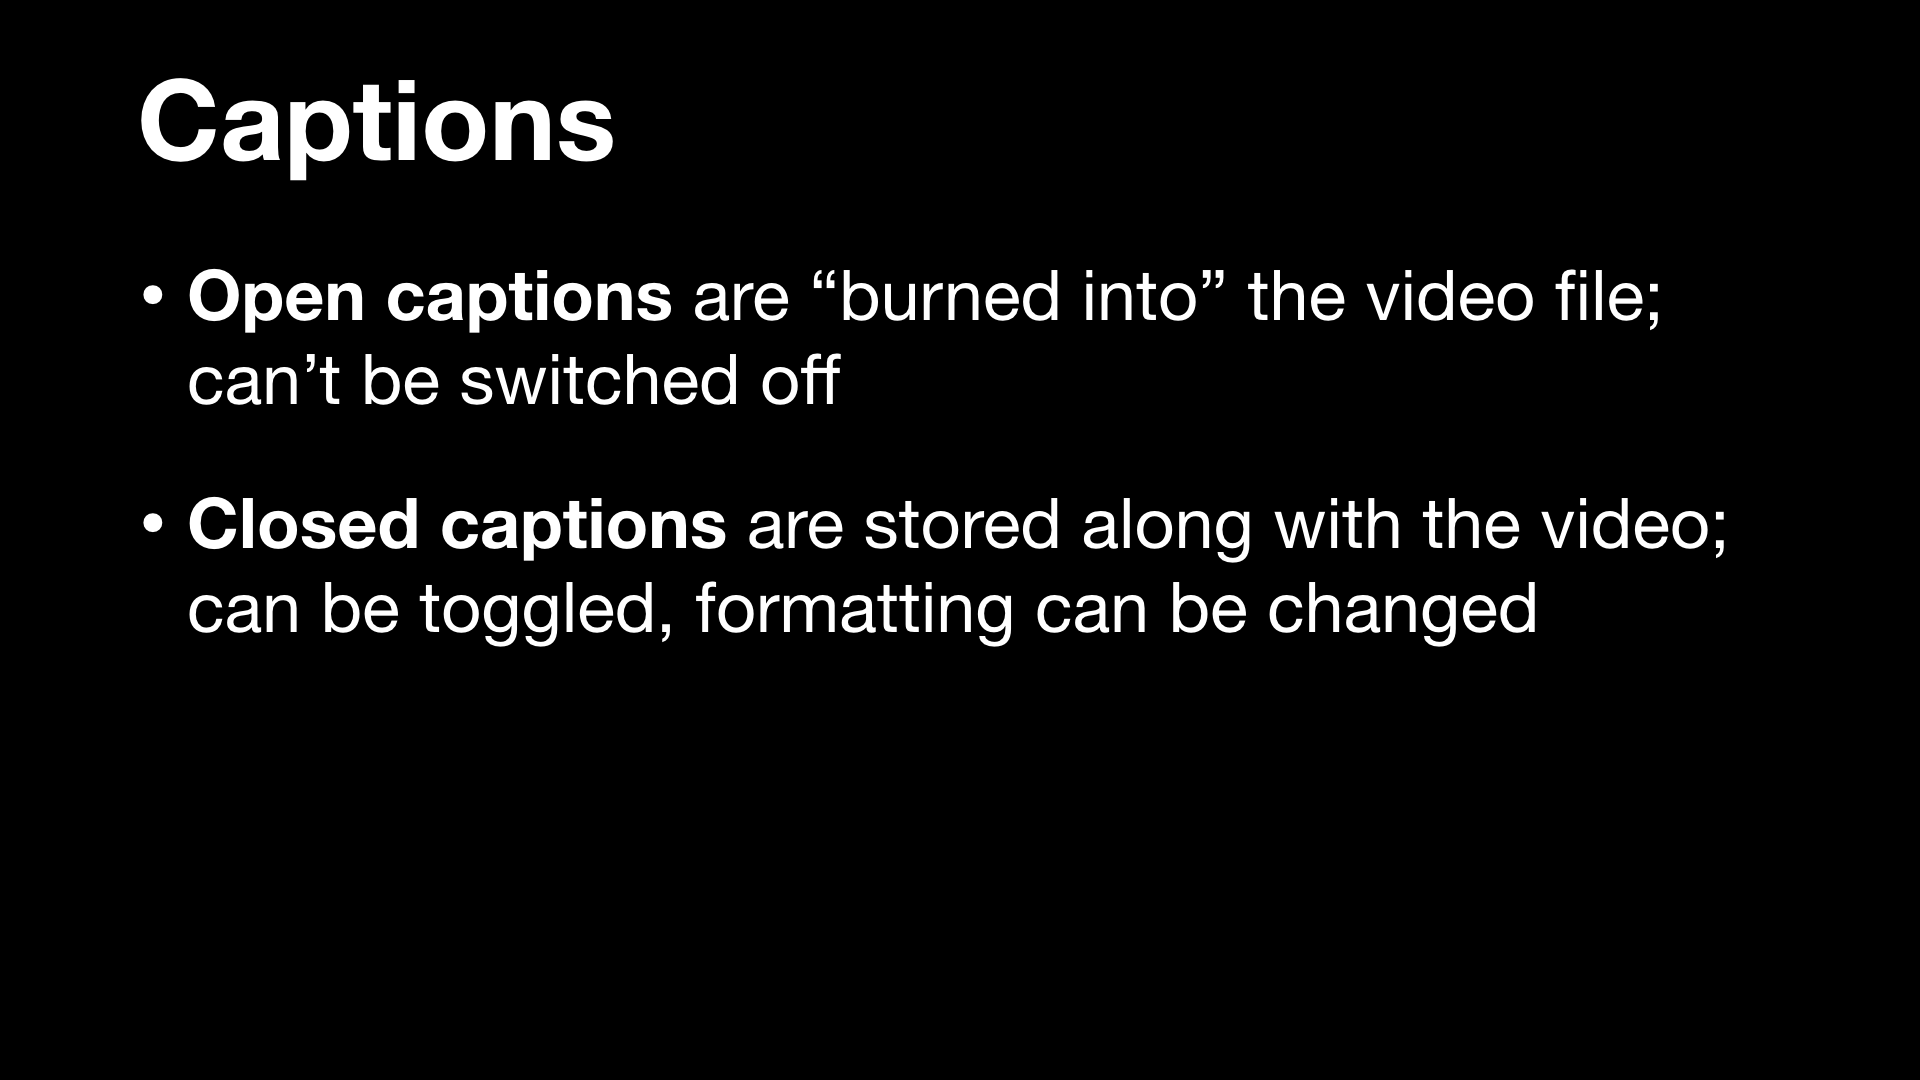 Captions
• Open captions are “burned into” the video file;
can’t be switched off
• Closed captions are stored along with the video;
can be toggled, formatting can be changed